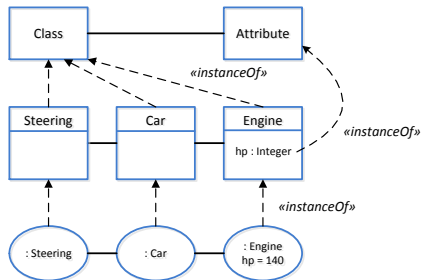 Class
Attribute
«instanceOf»
Steering
Car
Engine
hp : Integer
«instanceOf»
«instanceOf»
: Steering
: Car
: Engine
hp = 140